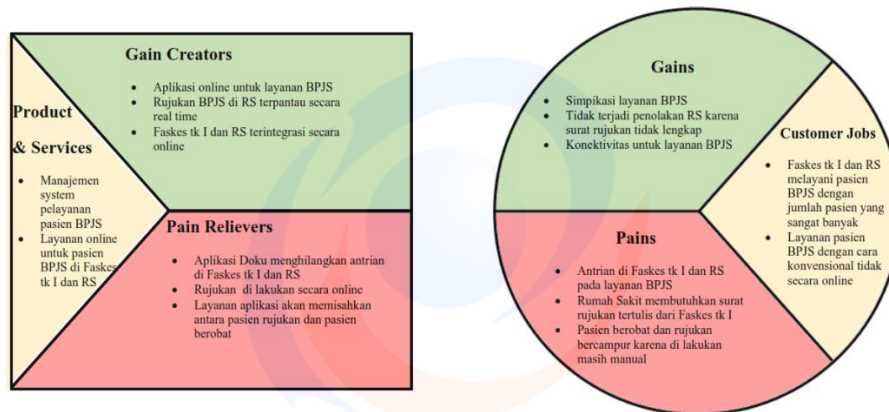 Gain Creators
• Aplikasi online untuk layanan BPJS
• Rujukan BPJS di RS terpantau secara
real time
• Faskes tk I dan RS terintegrasi secara
online
Product
& Services
• Manajemen
system
pelayanan
pasien BPJS
• Layanan online
untuk pasien
BPJS di Faskes
tk I dan RS
Pain Relievers
• Aplikasi Doku menghilangkan antrian
di Faskes tk I dan RS
• Rujukan di lakukan secara online
• Layanan aplikasi akan memisahkan
antara pasien rujukan dan pasien
berobat
Gains
• Simpikasi layanan BPJS
• Tidak terjadi penolakan RS karena
surat rujukan tidak lengkap
• Konektivitas untuk layanan BPJS
Customer Jobs
• Faskes tk I dan RS
melayani pasien
BPJS dengan
jumlah pasien yang
sangat banyak
• Layanan pasien
BPJS dengan cara
konvensional tidak
secara online
Pains
• Antrian di Faskes tk I dan RS
pada layanan BPJS
• Rumah Sakit membutuhkan surat
rujukan tertulis dari Faskes tk I
• Pasien berobat dan rujukan
bercampur karena di lakukan
masih manual